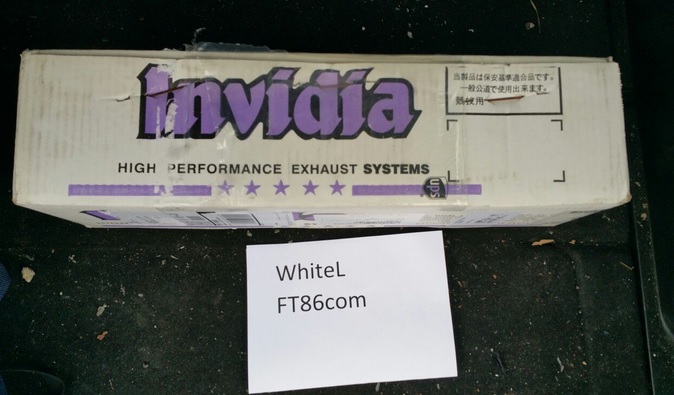 Invidia
HIGH PERFORMANCE EXHAUST SYSTEMS
当製品は保安基準適合品です。
一般公道で使用出来ます。
競技用
ups
WhiteL
FT86com